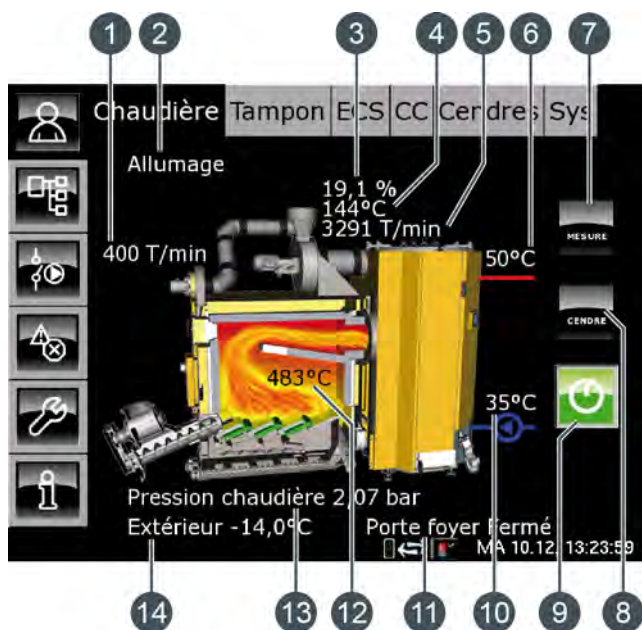 1 2 3 4 5 6 7
Chaudière Tampon ECS CC Cendres Sys
Allumage
19,1 %
144°C
3291 T/min
400 T/min
50°C
MESURE
CENDRE
483°C
35°C
Pression chaudière 2,07 bar
Extérieur -14,0°C
Porte foyer Fermé
MA 10.12. 13:23:59
14 13 12 11 10 9 8